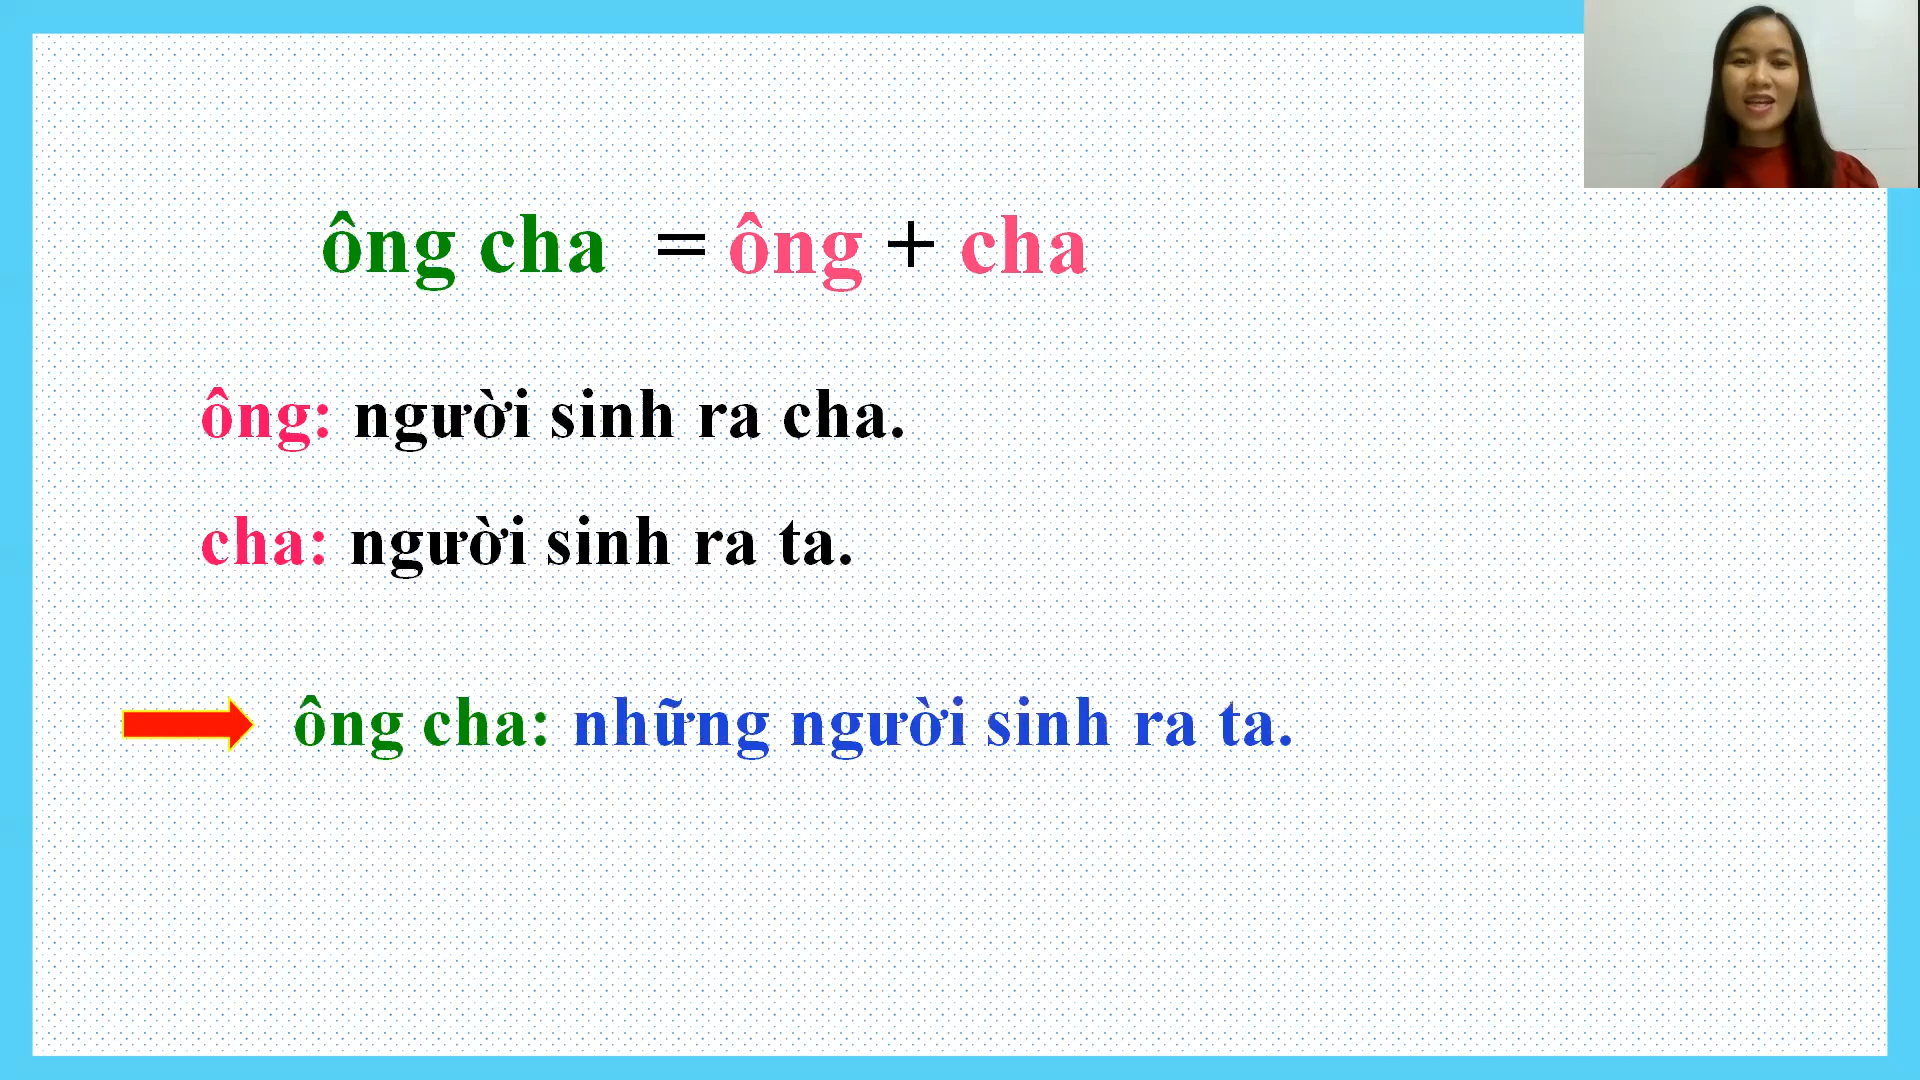 ông cha = ông + cha
ông: người sinh ra cha.
cha: người sinh ra ta.
ông cha: những người sinh ra ta.